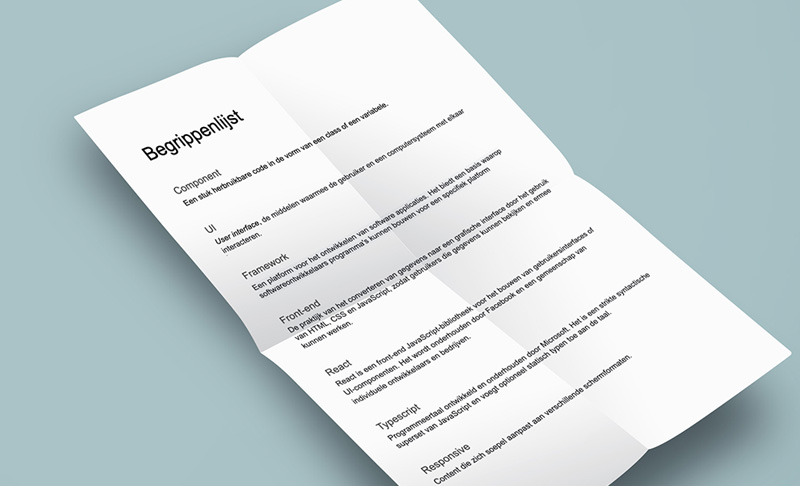 Begrippenlijst
Component
Een stuk herbruikbare code in de vorm van een class of een variabele.
UI
User interface, de middelen waarmee de gebruiker en een computersysteem met elkaar
interacteren.
Framework
Een platform voor het ontwikkelen van software applicaties. Het biedt een basis waarop
softwareontwikkelaars programma's kunnen bouwen voor een specifiek platform
Front-end
De praktijk van het converteren van gegevens naar een grafische interface door het gebruik
van HTML, CSS en JavaScript, zodat gebruikers die gegevens kunnen bekijken en ermee
kunnen werken.
React
React is een front-end JavaScript-bibliotheek voor het bouwen van gebruikersinterfaces of
UI-componenten. Het wordt onderhouden door Facebook en een gemeenschap van
individuele ontwikkelaars en bedrijven.
Typescript
Programmeertaal ontwikkeld en onderhouden door Microsoft. Het is een strikte syntactische
superset van JavaScript en voegt optioneel statisch typen toe aan de taal.
Responsive
Content die zich soepel aanpast aan verschillende schermformaten.